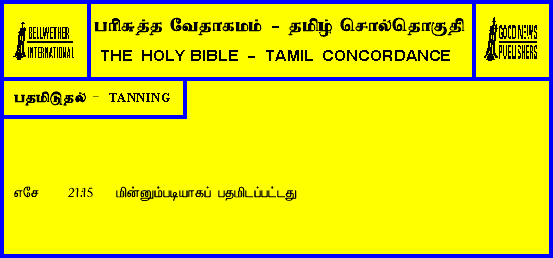 BELLWETHER
INTERNATIONAL
பரிசுத்த வேதாகமம் - தமிழ் சொல்தொகுதி
THE HOLY BIBLE - TAMIL CONCORDANCE
GOOD NEWS
PUBLISHERS
பதமிடுதல் - TANNING
எசே 21:15 மின்னும்படியாகப் பதமிடப்பட்டது